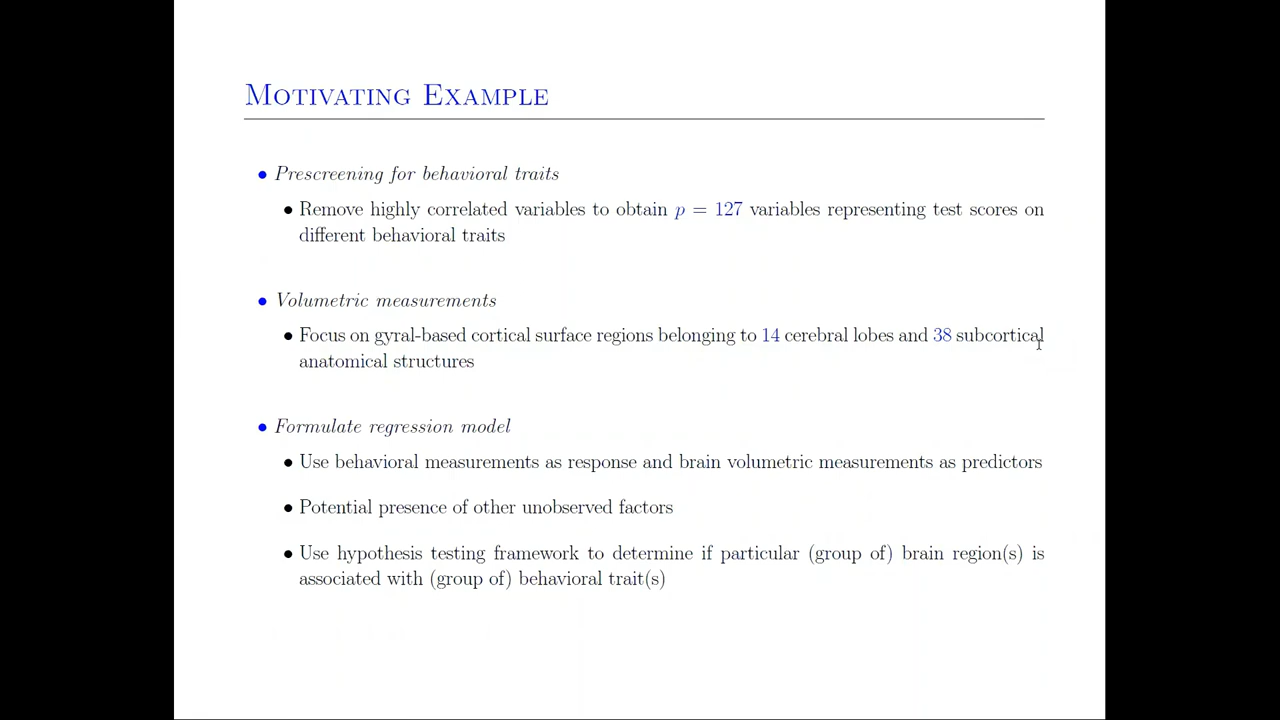 Motivating Example
• Prescreening for behavioral traits
• Remove highly correlated variables to obtain p = 127 variables representing test scores on
different behavioral traits
• Volumetric measurements
• Focus on gyral-based cortical surface regions belonging to 14 cerebral lobes and 38 subcortical
anatomical structures
• Formulate regression model
• Use behavioral measurements as response and brain volumetric measurements as predictors
• Potential presence of other unobserved factors
• Use hypothesis testing framework to determine if particular (group of) brain region(s) is
associated with (group of) behavioral trait(s)